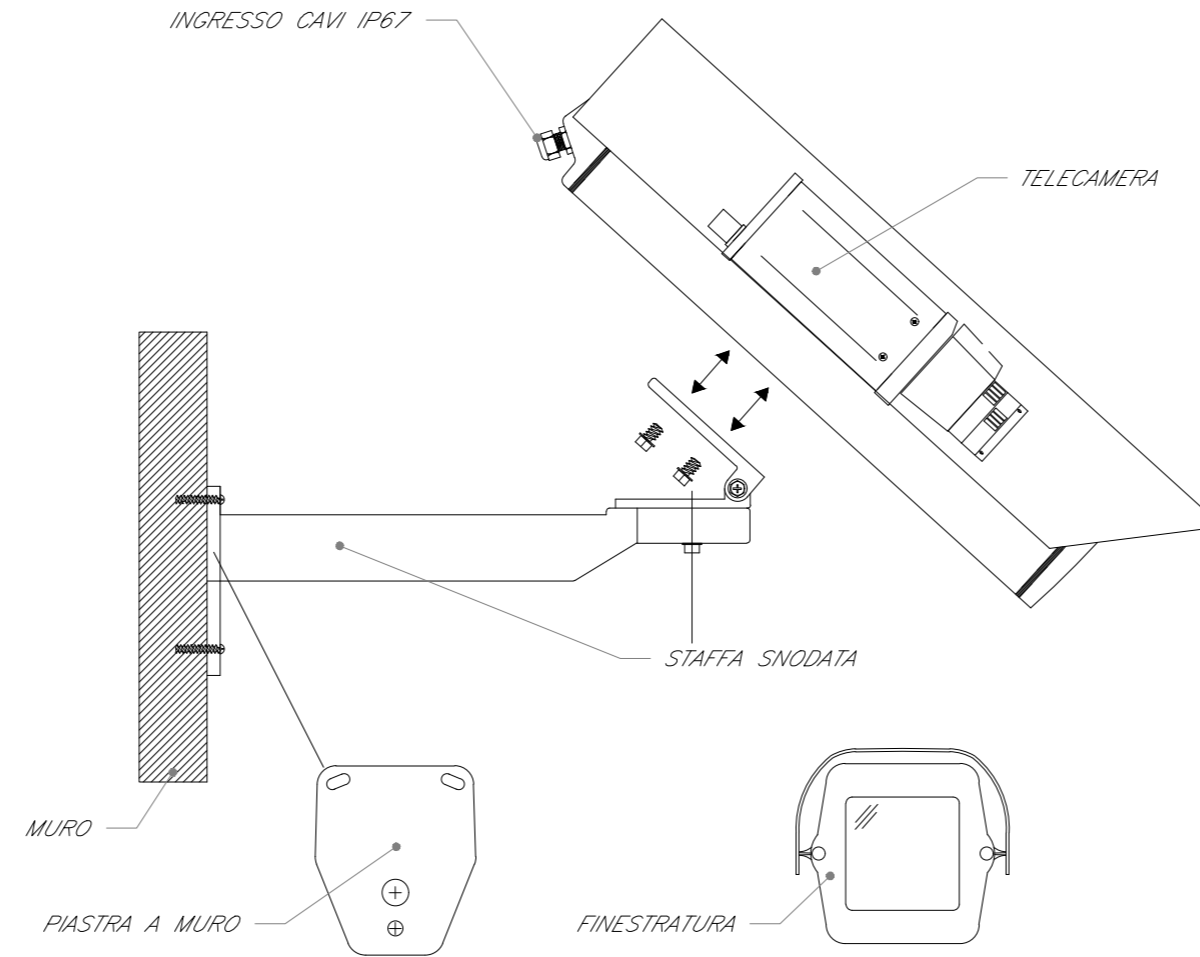 INGRESSO CAVI IP67
TELECAMERA
STAFFA SNODATA
MURO
PIASTRA A MURO
FINESTRATURA